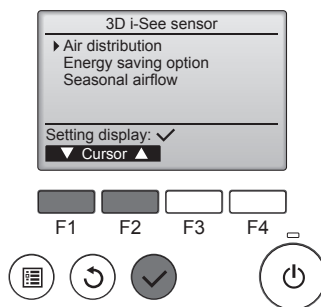 3D i-See sensor
Air distribution
Energy saving option
Seasonal airflow
Setting display: ✓
▼ Cursor ▲
F1 F2 F3 F4